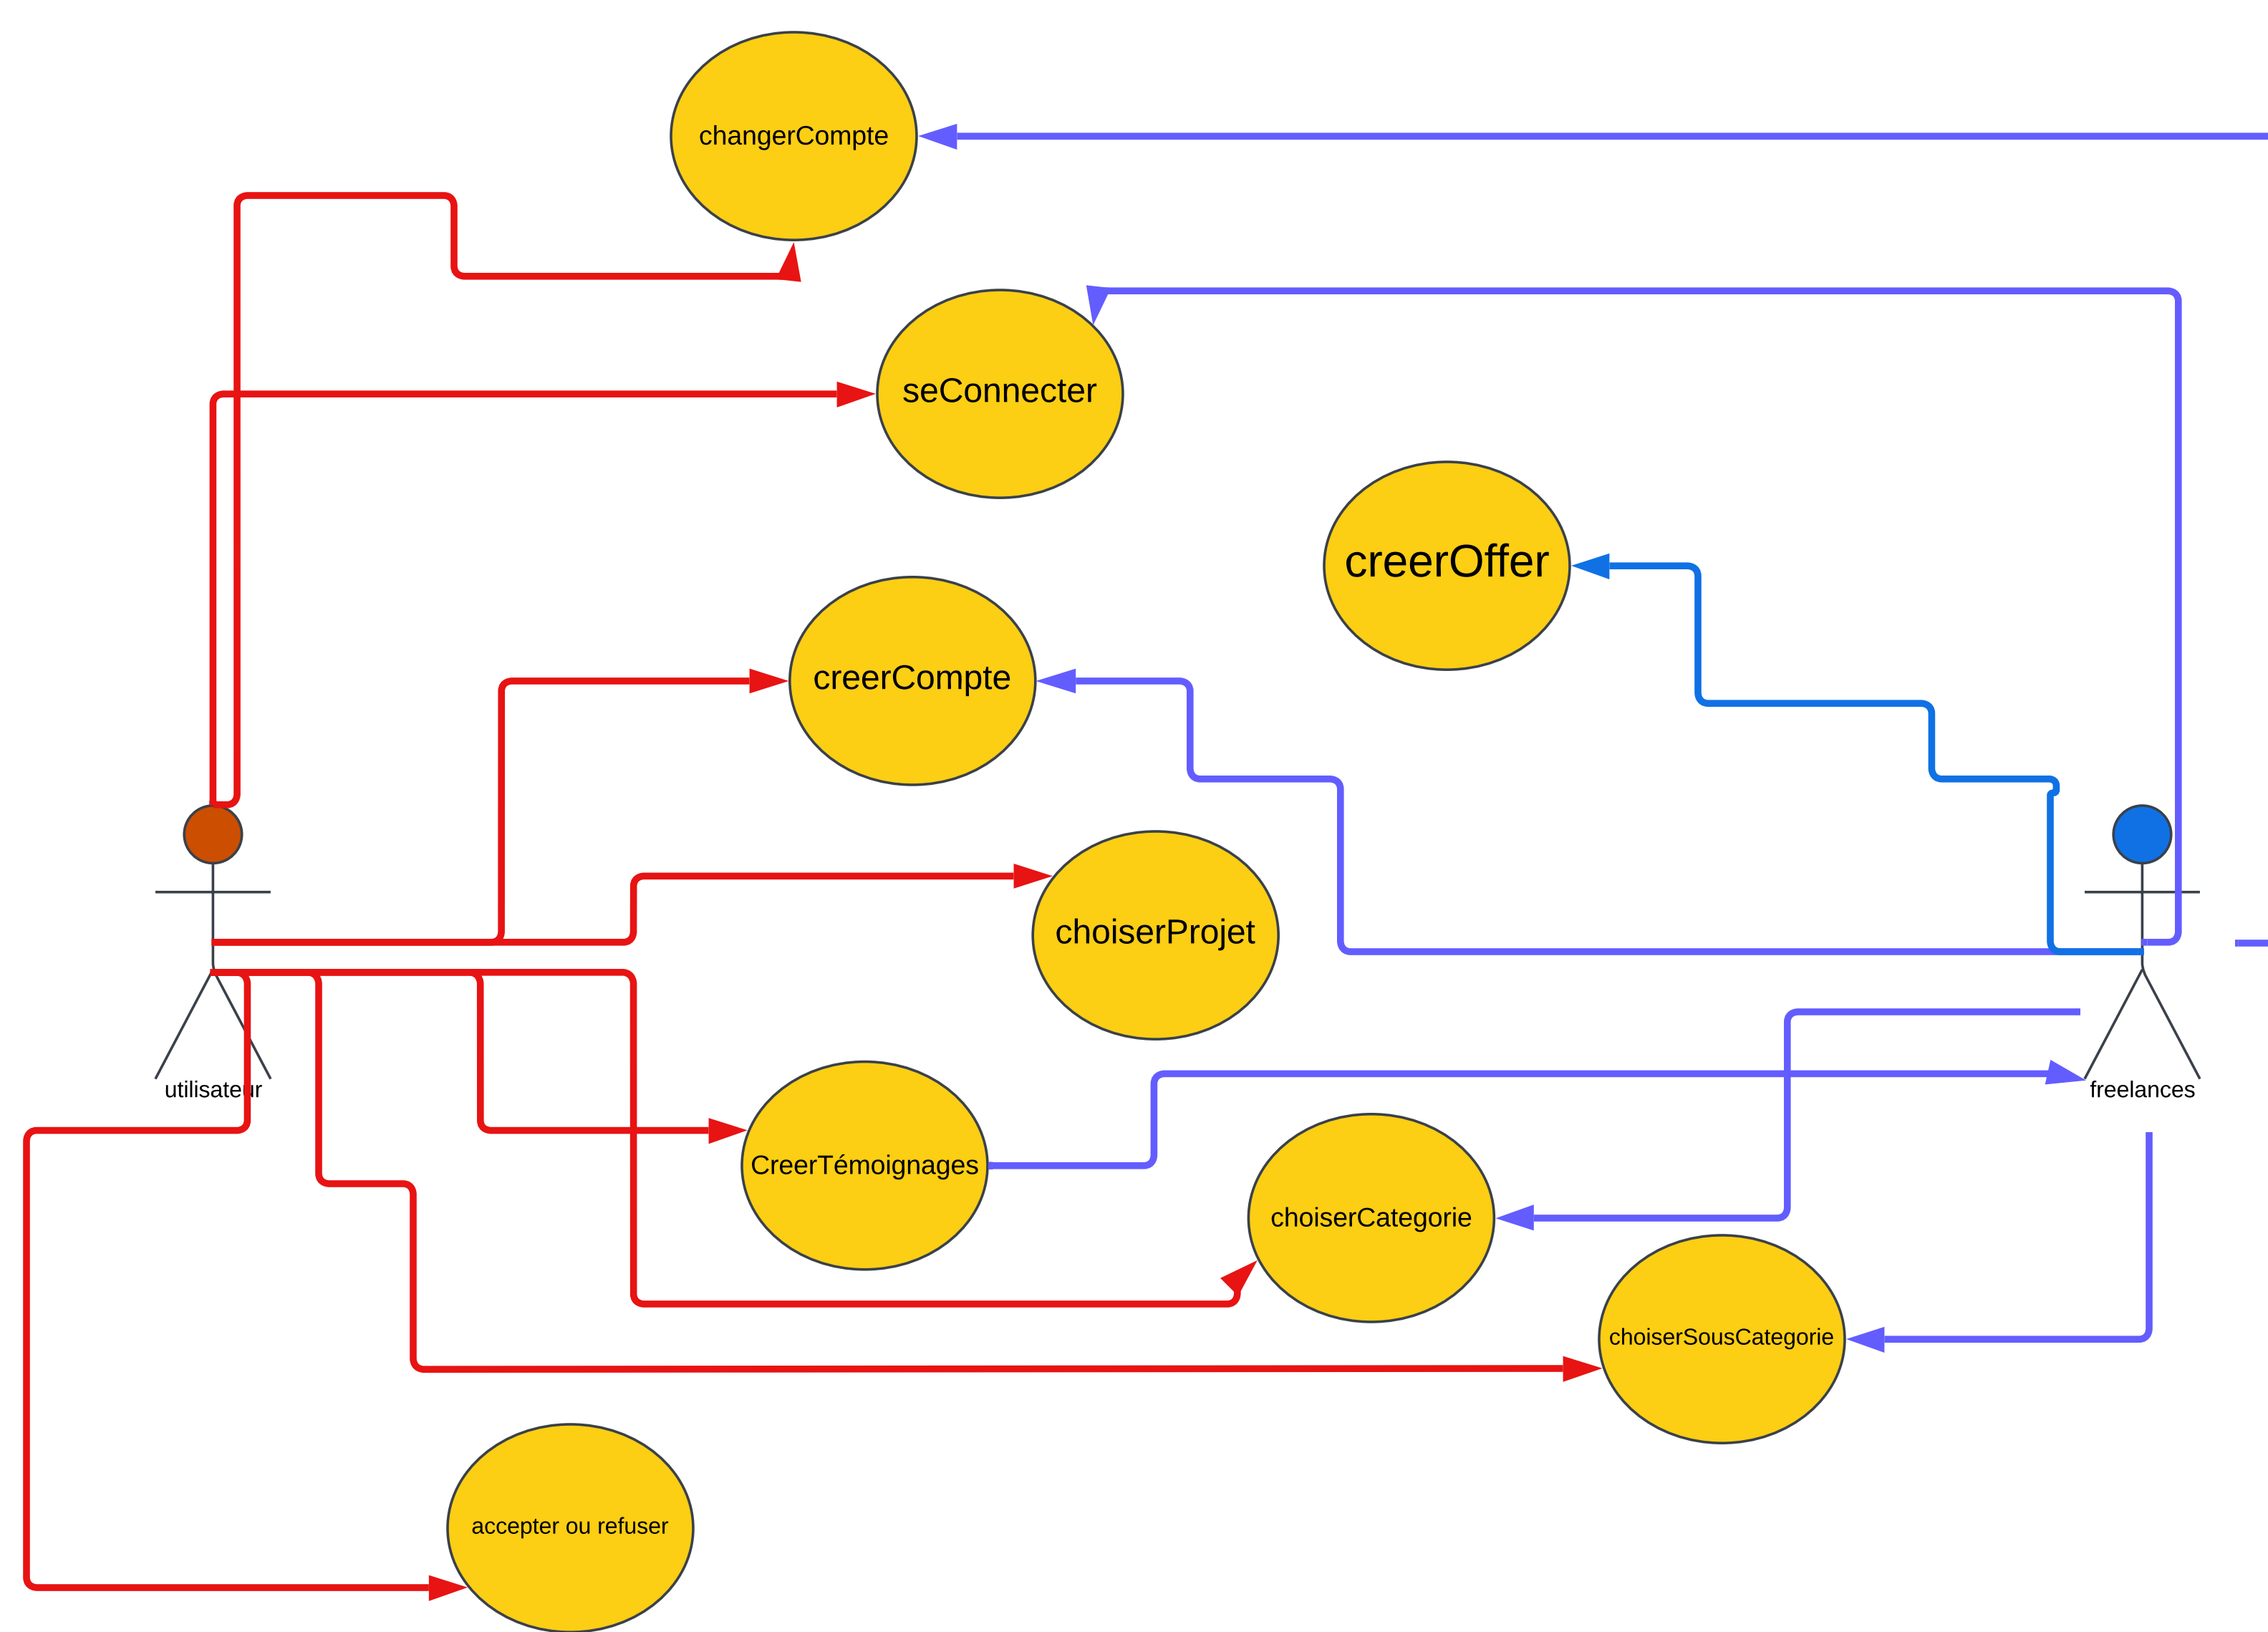 changerCompte
seConnecter
creerOffer
creerCompte
choiserProjet
utilisateur
freelances
CreerTémoignages
choiserCategorie
choiserSousCategorie
accepter ou refuser